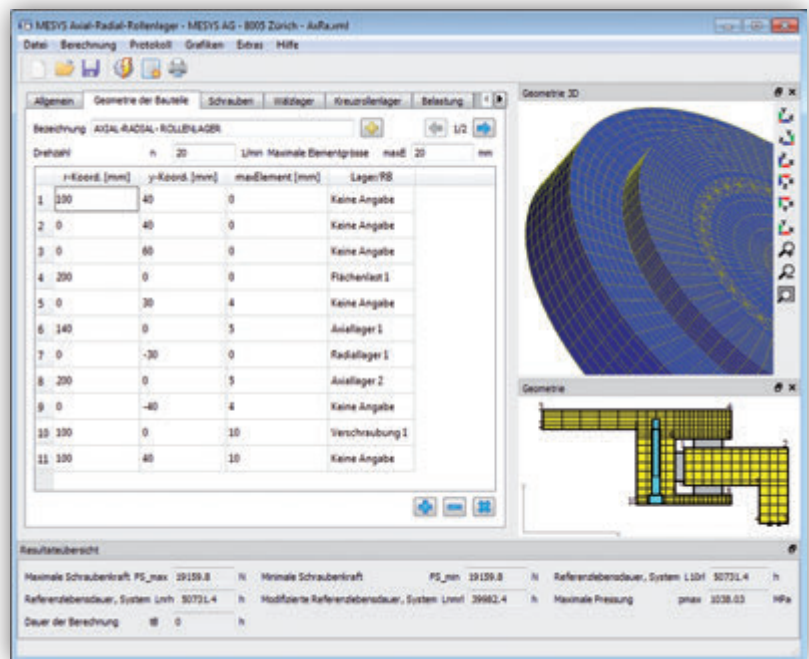 MESYS Axial-Radial-Rollenlager - MESYS AG - 8005 Zürich - AxRa.xml
Datei Berechnung Protokoll Grafiken Extras Hilfe
Allgemein Geometrie der Bauteile Schrauben Wälzlager Kreuzrollenlager Belastung
Bezeichnung AXIAL-RADIAL-ROLLENLAGER 1/2
Drehzahl n 20 1/min Maximale Elementgrösse maxE 20 mm
r-Koord. [mm] y-Koord. [mm] maxElement [mm] Lager/RB
1 100 40 0 Keine Angabe
2 0 40 0 Keine Angabe
3 0 60 0 Keine Angabe
4 200 0 0 Flächenlast 1
5 0 30 4 Keine Angabe
6 140 0 5 Axiallager 1
7 0 -30 0 Radiallager 1
8 200 0 5 Axiallager 2
9 0 -40 4 Keine Angabe
10 100 0 10 Verschraubung 1
11 100 40 10 Keine Angabe
Geometrie 3D
Geometrie
Resultateübersicht
Maximale Schraubenkraft FS_max 19159.8 N Minimale Schraubenkraft FS_min 19159.8 N Referenzlebensdauer, System L10rf 50731.4 h
Referenzlebensdauer, System Lnrh 50731.4 h Modifizierte Referenzlebensdauer, System Lnmrf 39982.4 h Maximale Pressung pmax 1038.03 MPa
Dauer der Berechnung tB 0 h